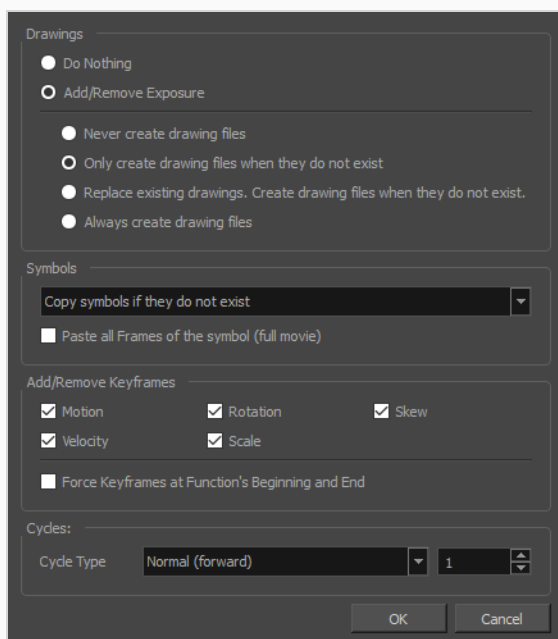 Drawings
Do Nothing
Add/Remove Exposure
Never create drawing files
Only create drawing files when they do not exist
Replace existing drawings. Create drawing files when they do not exist.
Always create drawing files
Symbols
Copy symbols if they do not exist
Paste all Frames of the symbol (full movie)
Add/Remove Keyframes
Motion Rotation Skew
Velocity Scale
Force Keyframes at Function's Beginning and End
Cycles:
Cycle Type Normal (forward) 1
OK Cancel